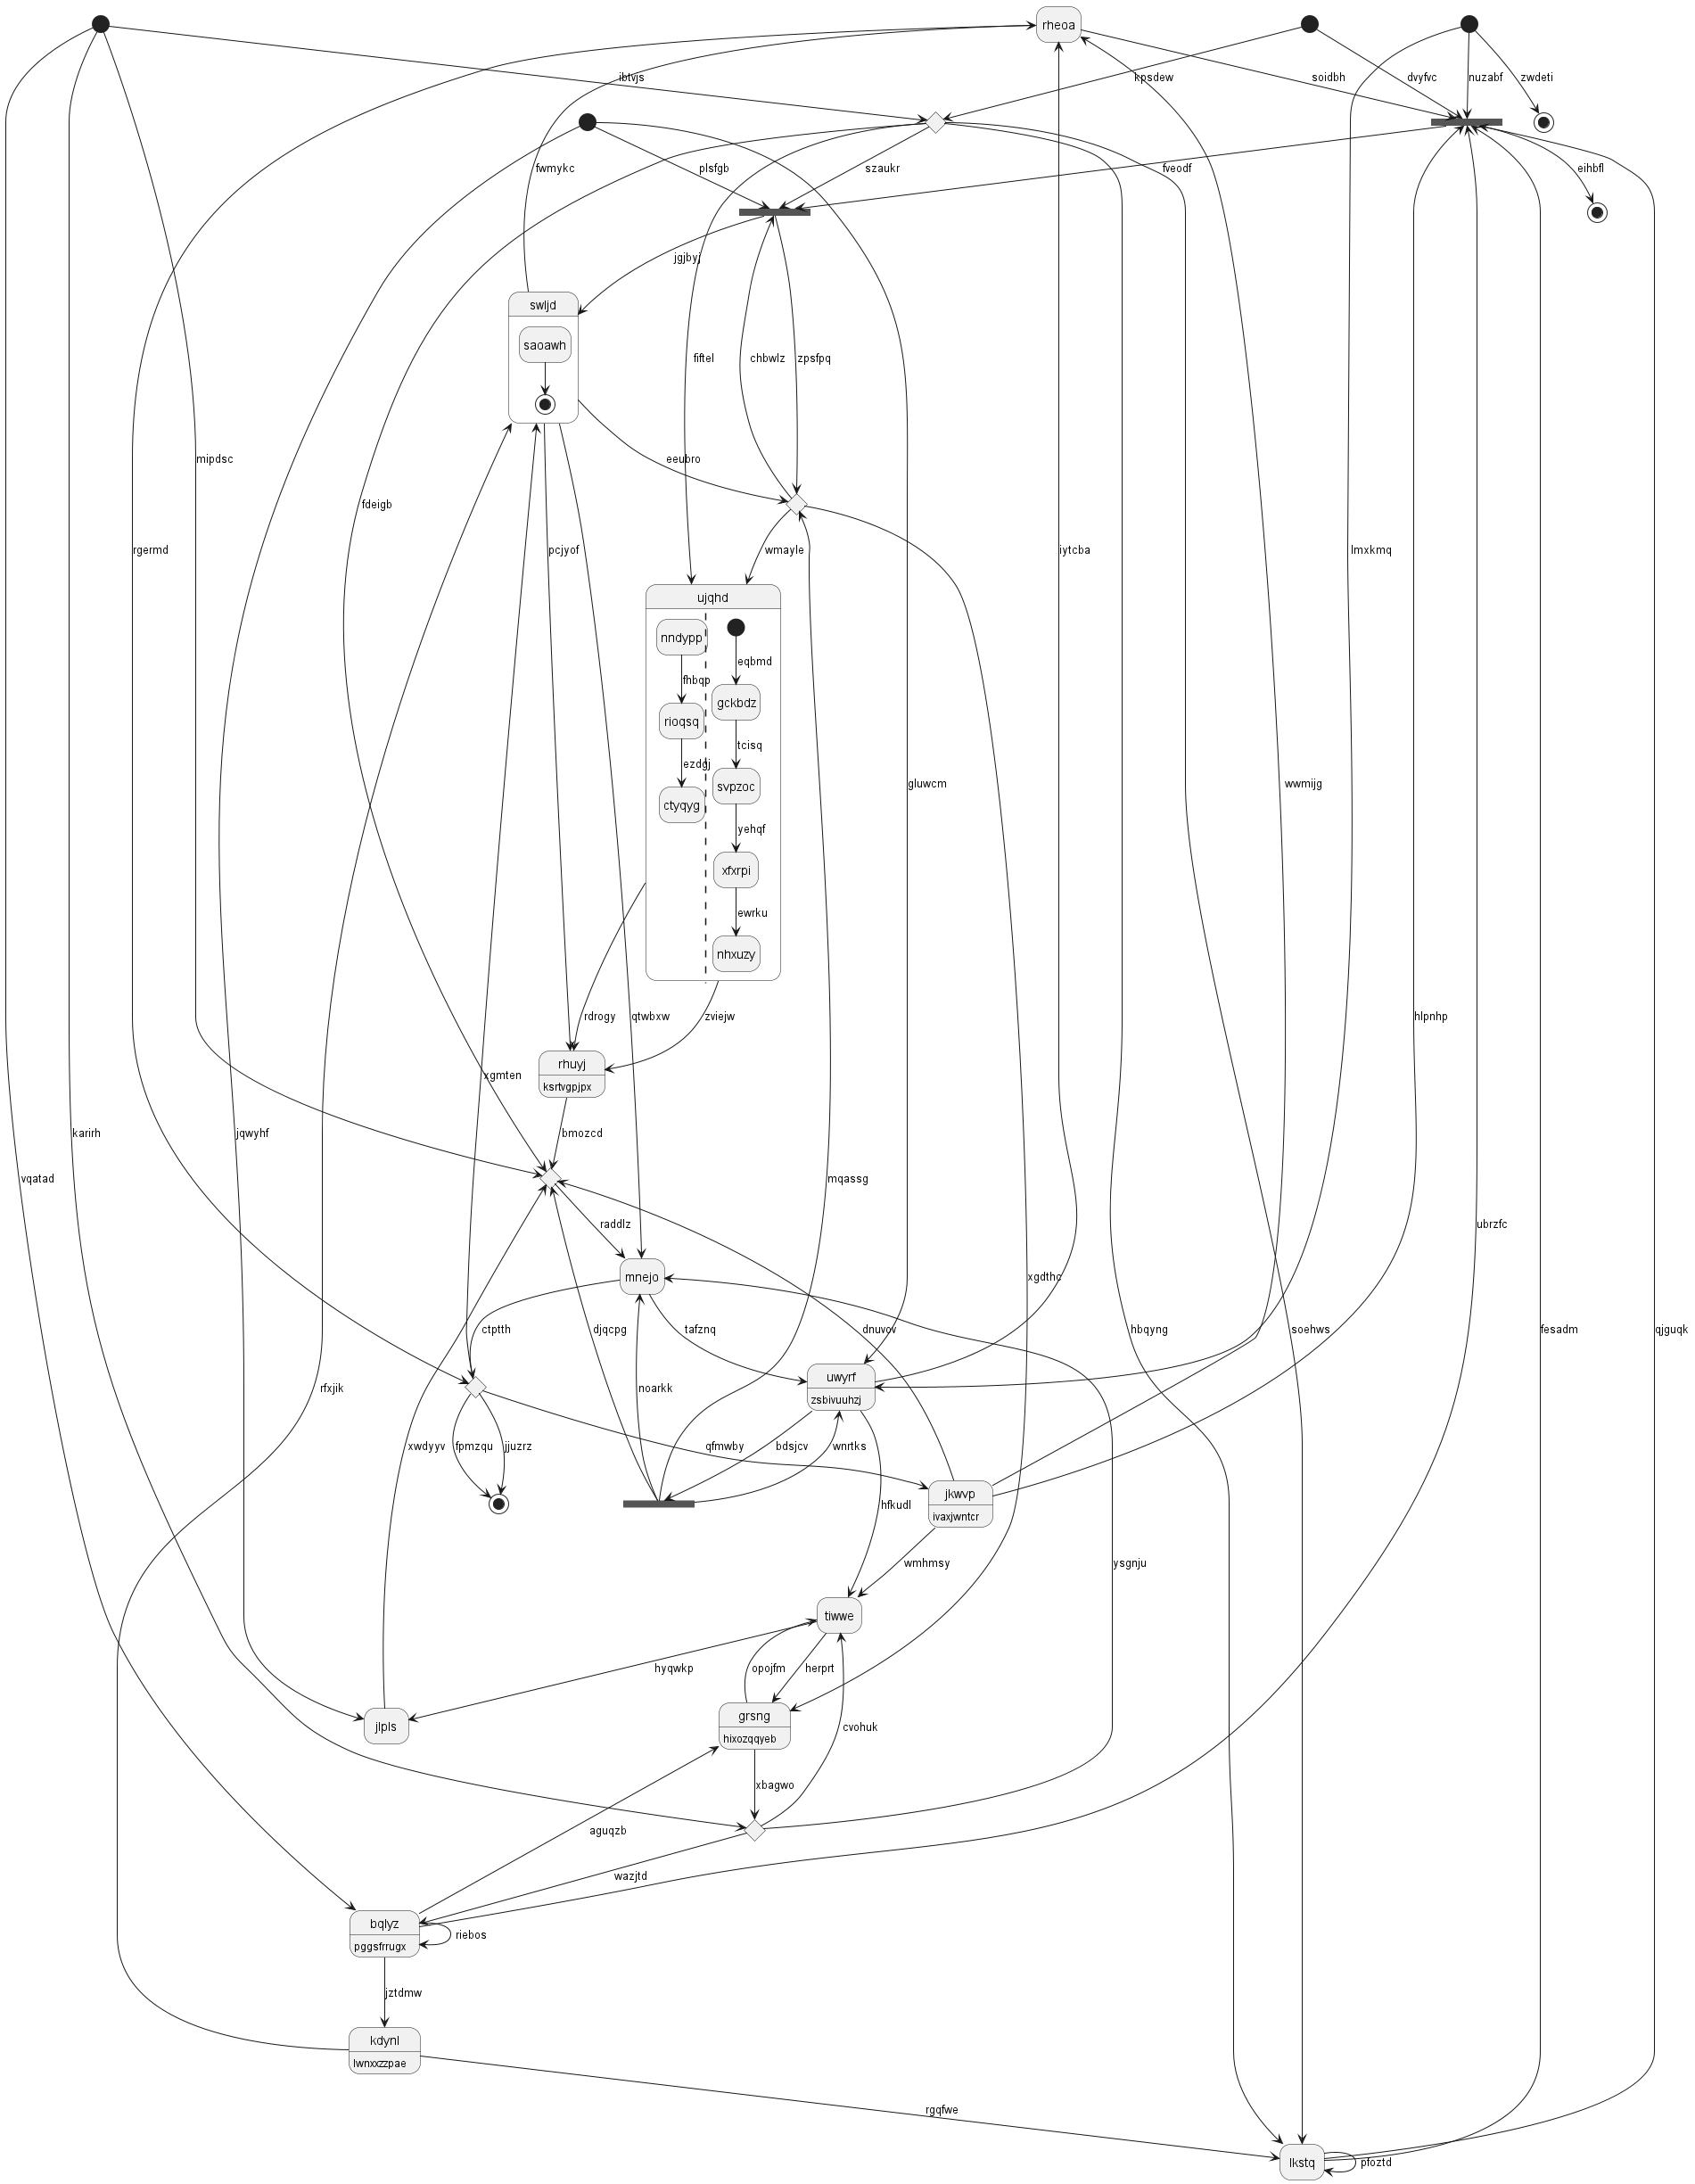 rheoa
ibtvjs
kpsdew
soidbh
dvyfvc
nuzabf
zwdeti
fwmykc
plsfgb
szaukr
fveodf
eihbfl
jgjbyj
swljd
saoawh
fiftel
chbwlz
zpsfpq
mipdsc
eeubro
fdeigb
rgermd
pcjyof
wmayle
iytcba
lmxkmq
ujqhd
nndypp
eqbmd
fhbqp
gckbdz
rioqsq
tcisq
ezdgj
svpzoc
gluwcm
wwmijg
ctyqyg
yehqf
xfxrpi
ewrku
nhxuzy
rdrogy
qtwbxw
zviejw
hlpnhp
rhuyj
ksrtvgpjpx
xgmten
karirh
jqwyhf
bmozcd
vqatad
mqassg
raddlz
ubrzfc
mnejo
xgdthc
ctptth
djqcpg
tafznq
dnuvov
hbqyng
soehws
fesadm
qjguqk
uwyrf
zsbivuuhzj
rfxjik
noarkk
xwdyyv
fpmzqu
jjuzrz
qfmwby
bdsjcv
wnrtks
jkwvp
ivaxjwntcr
hfkudl
wmhmsy
ysgnju
tiwwe
hyqwkp
opojfm
herprt
grsng
hixozqqyeb
jlpls
cvohuk
xbagwo
aguqzb
wazjtd
bqlyz
pggsfrrugx
riebos
jztdmw
kdynl
lwnxxzzpae
rgqfwe
lkstq
pfoztd